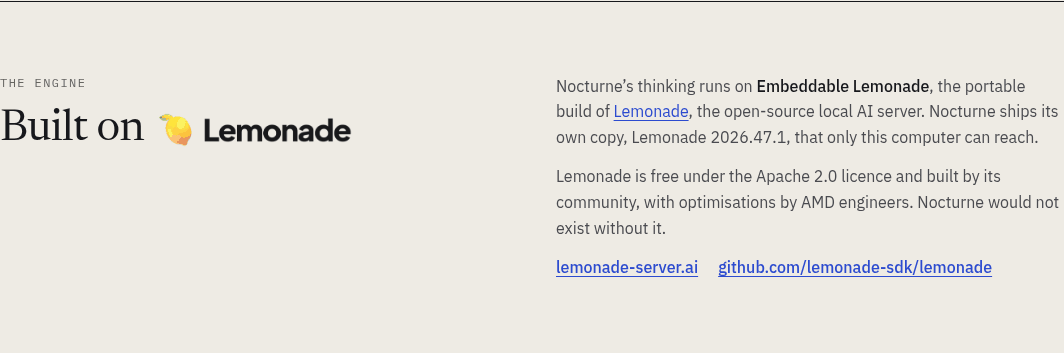 THE ENGINE
Built on Lemonade
Nocturne’s thinking runs on Embeddable Lemonade, the portable
build of Lemonade, the open-source local AI server. Nocturne ships its
own copy, Lemonade 2026.47.1, that only this computer can reach.
Lemonade is free under the Apache 2.0 licence and built by its
community, with optimisations by AMD engineers. Nocturne would not
exist without it.
lemonade-server.ai github.com/lemonade-sdk/lemonade